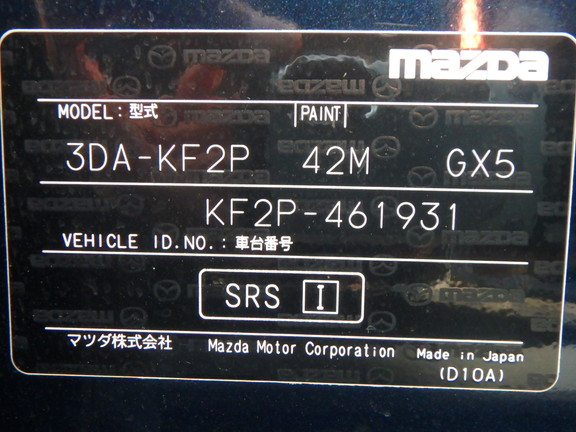 mazda
MODEL: 型式 PAINT
3DA-KF2P 42M GX5
KF2P-461931
VEHICLE ID.NO.: 車台番号
SRS I
マツダ株式会社 Mazda Motor Corporation Made in Japan
(D10A)